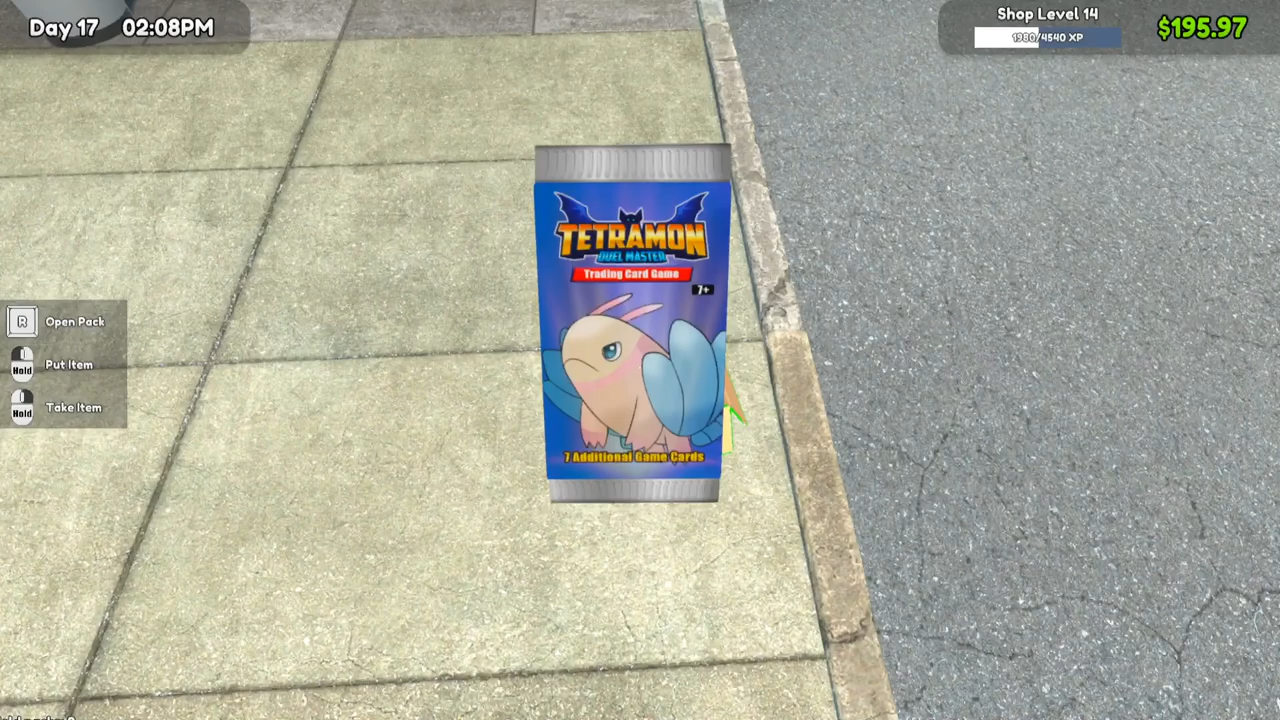 Day 17 02:08PM
Shop Level 14
1980/4540 XP
$195.97
TETRAMON
DUEL MASTER
Trading Card Game
7+
R Open Pack
Hold Put Item
Hold Take Item
7 Additional Game Cards